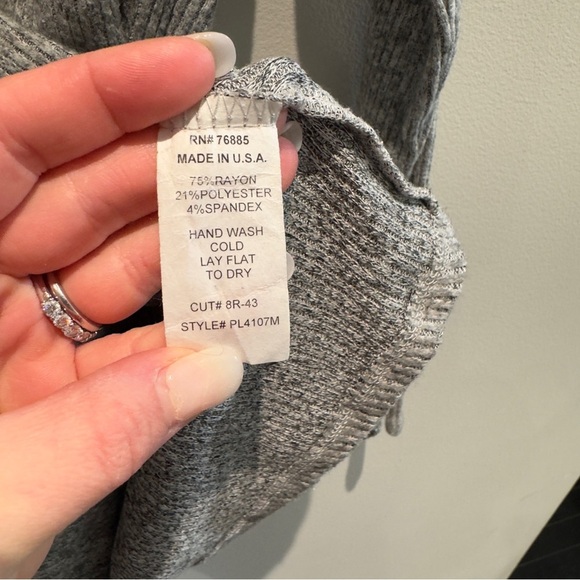 RN# 76885
MADE IN U.S.A.
75%RAYON
21%POLYESTER
4%SPANDEX
HAND WASH
COLD
LAY FLAT
TO DRY
CUT# 8R-43
STYLE# PL4107M